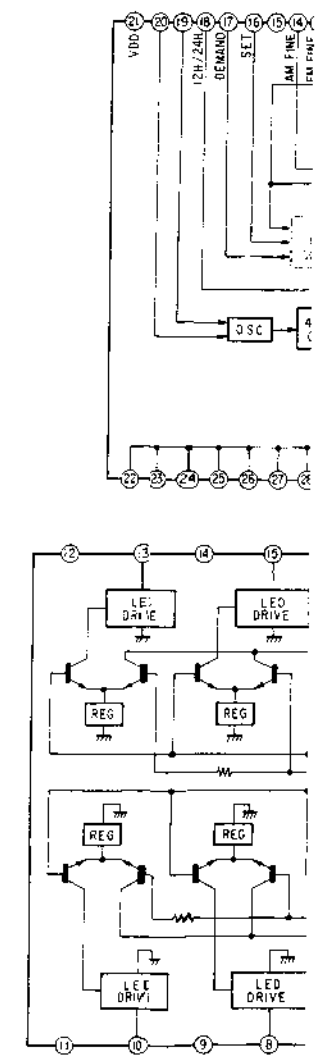 21 20 19 18 17 16 15 14
VDD
12H/24H
DEMAND
SET
AM FINE
FM FINE
OSC
4
22 23 24 25 26 27 28
12 13 14 15
LED DRIVE
LED DRIVE
REG
REG
REG
REG
LED DRIVE
LED DRIVE
11 10 9 8